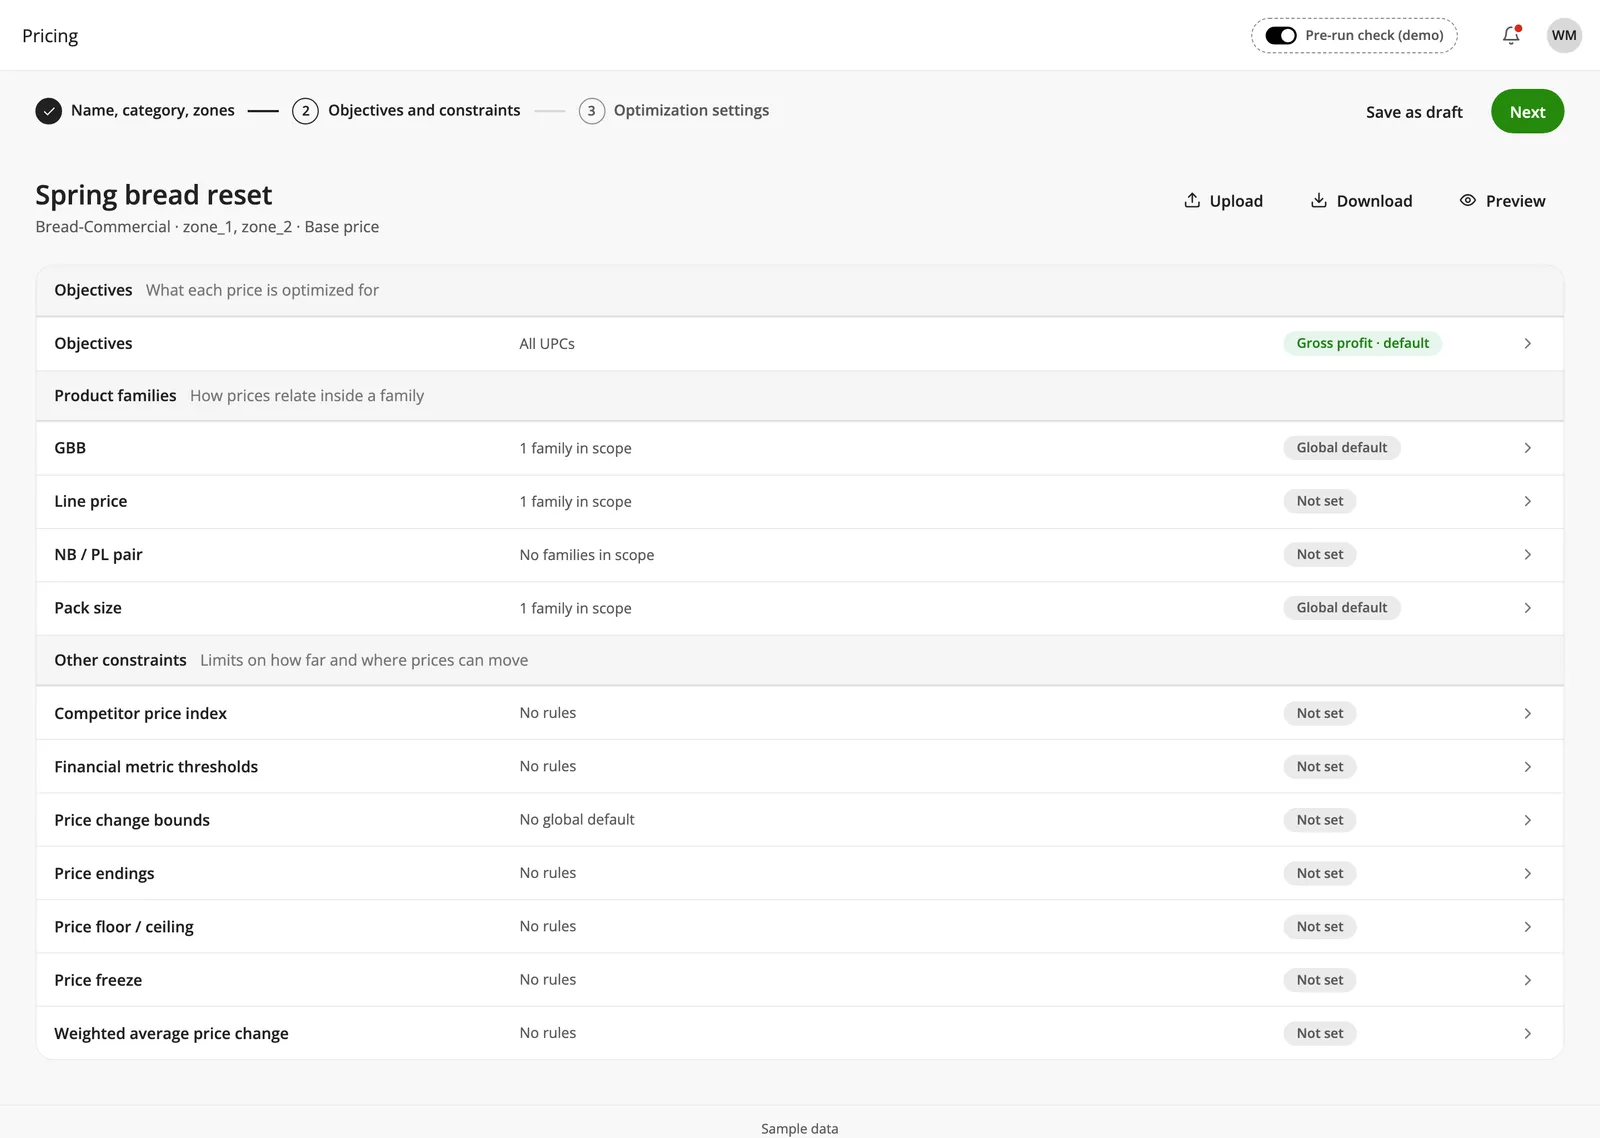 Pricing
Pre-run check (demo)
WM
Name, category, zones
2 Objectives and constraints
3 Optimization settings
Save as draft
Next
Spring bread reset
Bread-Commercial · zone_1, zone_2 · Base price
Upload
Download
Preview
Objectives What each price is optimized for
Objectives All UPCs Gross profit · default
Product families How prices relate inside a family
GBB 1 family in scope Global default
Line price 1 family in scope Not set
NB / PL pair No families in scope Not set
Pack size 1 family in scope Global default
Other constraints Limits on how far and where prices can move
Competitor price index No rules Not set
Financial metric thresholds No rules Not set
Price change bounds No global default Not set
Price endings No rules Not set
Price floor / ceiling No rules Not set
Price freeze No rules Not set
Weighted average price change No rules Not set
Sample data